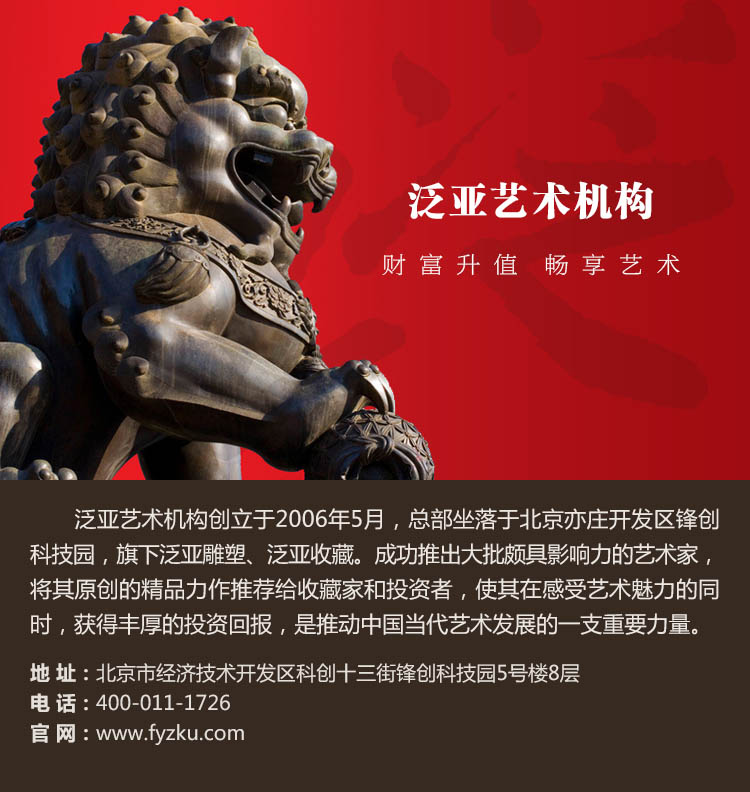 泛亚艺术机构
财富升值 畅享艺术
泛亚艺术机构创立于2006年5月，总部坐落于北京亦庄开发区锋创
科技园，旗下泛亚雕塑、泛亚收藏。成功推出大批颇具影响力的艺术家，
将其原创的精品力作推荐给收藏家和投资者，使其在感受艺术魅力的同
时，获得丰厚的投资回报，是推动中国当代艺术发展的一支重要力量。
地 址：北京市经济技术开发区科创十三街锋创科技园5号楼8层
电 话：400-011-1726
官 网：www.fyzku.com